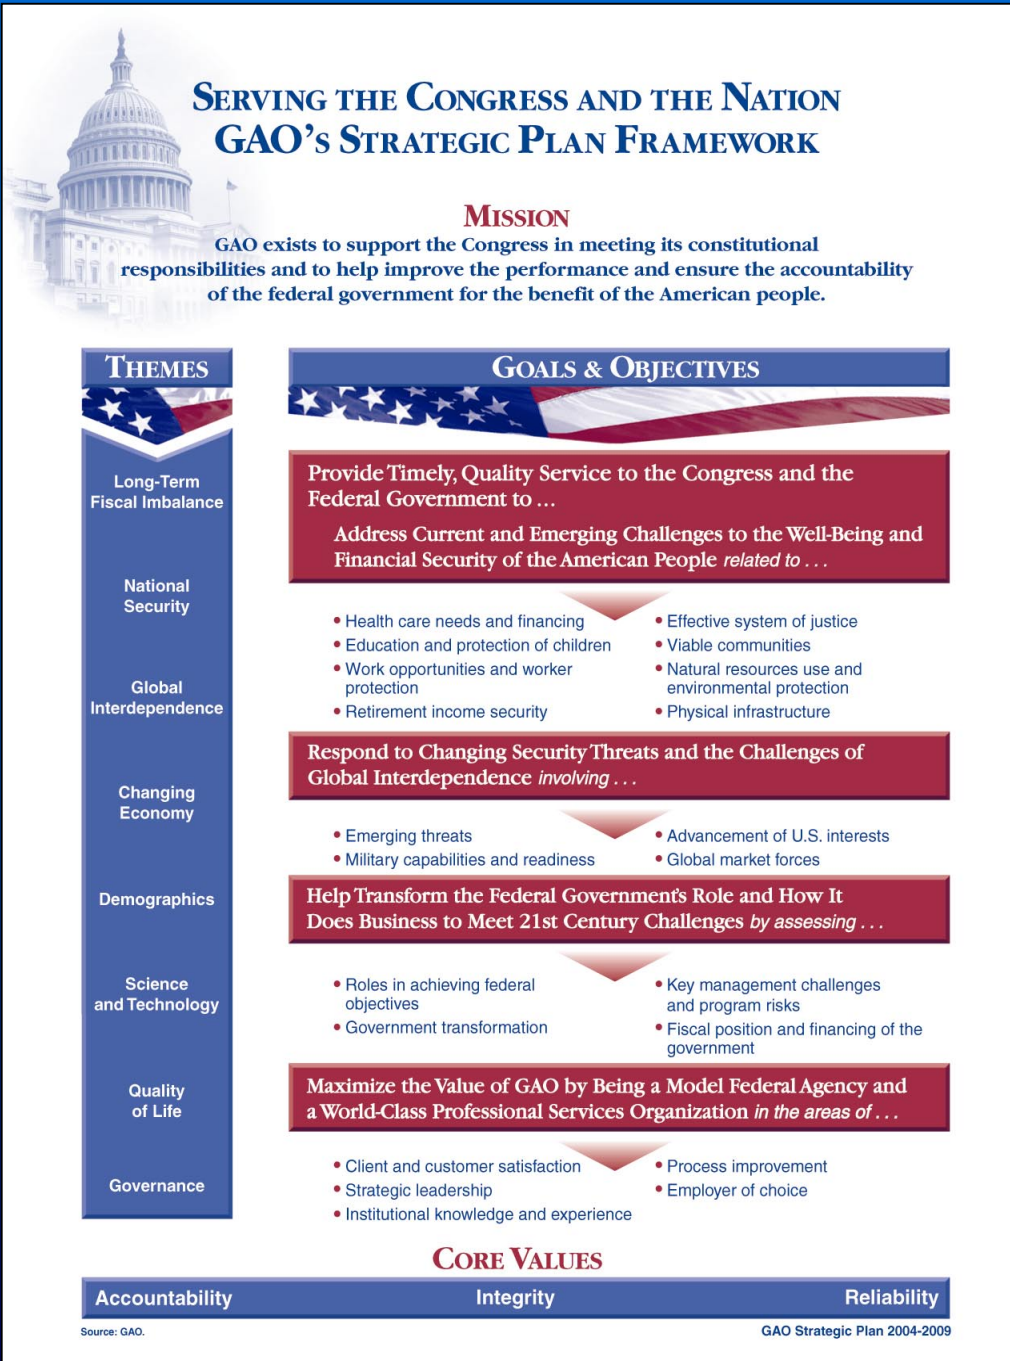 SERVING THE CONGRESS AND THE NATION
GAO'S STRATEGIC PLAN FRAMEWORK
MISSION
GAO exists to support the Congress in meeting its constitutional
responsibilities and to help improve the performance and ensure the accountability
of the federal government for the benefit of the American people.
THEMES
Long-Term
Fiscal Imbalance
National
Security
Global
Interdependence
Changing
Economy
Demographics
Science
and Technology
Quality
of Life
Governance
GOALS & OBJECTIVES
Provide Timely, Quality Service to the Congress and the
Federal Government to ...
Address Current and Emerging Challenges to the Well-Being and
Financial Security of the American People related to . . .
• Health care needs and financing
• Education and protection of children
• Work opportunities and worker
protection
• Retirement income security
• Effective system of justice
• Viable communities
• Natural resources use and
environmental protection
• Physical infrastructure
Respond to Changing Security Threats and the Challenges of
Global Interdependence involving . . .
• Emerging threats
• Military capabilities and readiness
• Advancement of U.S. interests
• Global market forces
Help Transform the Federal Government's Role and How It
Does Business to Meet 21st Century Challenges by assessing . . .
• Roles in achieving federal
objectives
• Government transformation
• Key management challenges
and program risks
• Fiscal position and financing of the
government
Maximize the Value of GAO by Being a Model Federal Agency and
a World-Class Professional Services Organization in the areas of . . .
• Client and customer satisfaction
• Strategic leadership
• Institutional knowledge and experience
• Process improvement
• Employer of choice
CORE VALUES
Accountability Integrity Reliability
Source: GAO. GAO Strategic Plan 2004-2009